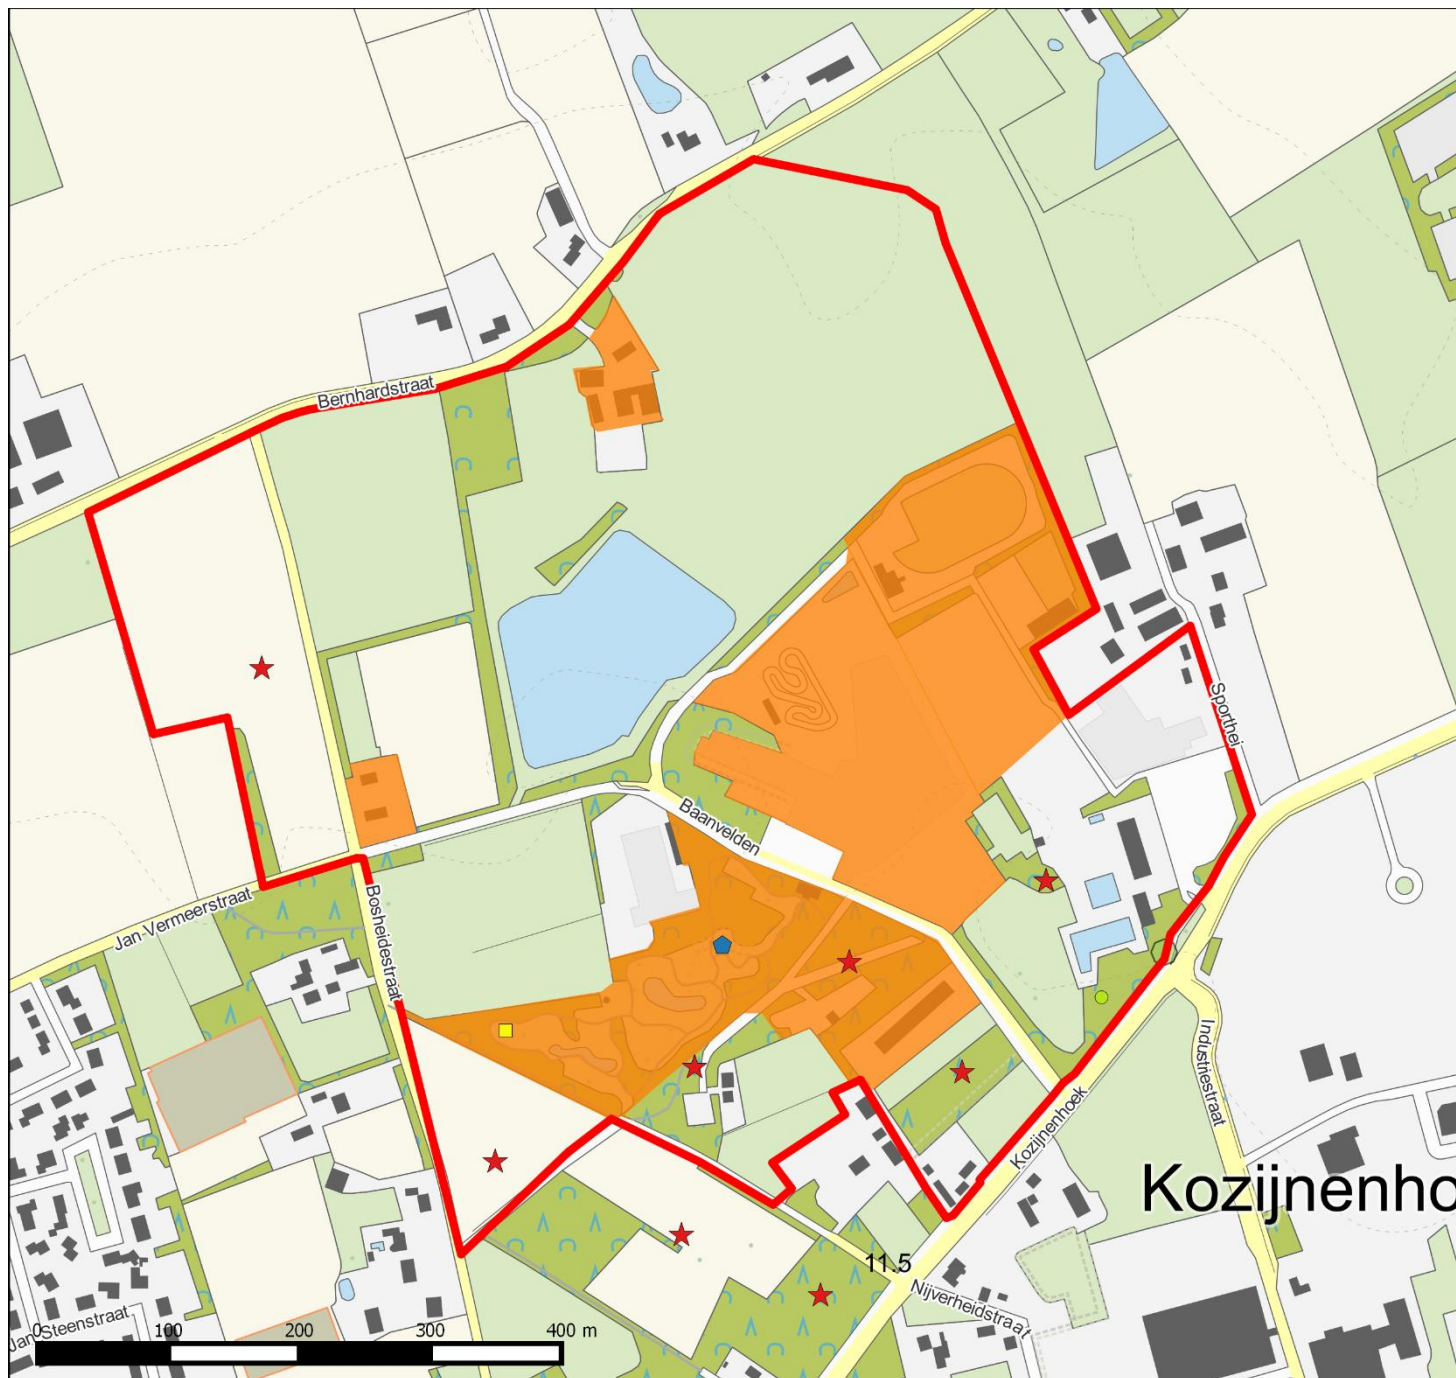 Bernhardstraat
Sporthei
Baanvelden
Jan Vermeerstraat
Bosheidestraat
Industriestraat
Kozijnenhoek
Kozijnenho
11.5
Nijverheidstraat
Jan Steenstraat
0 100 200 300 400 m